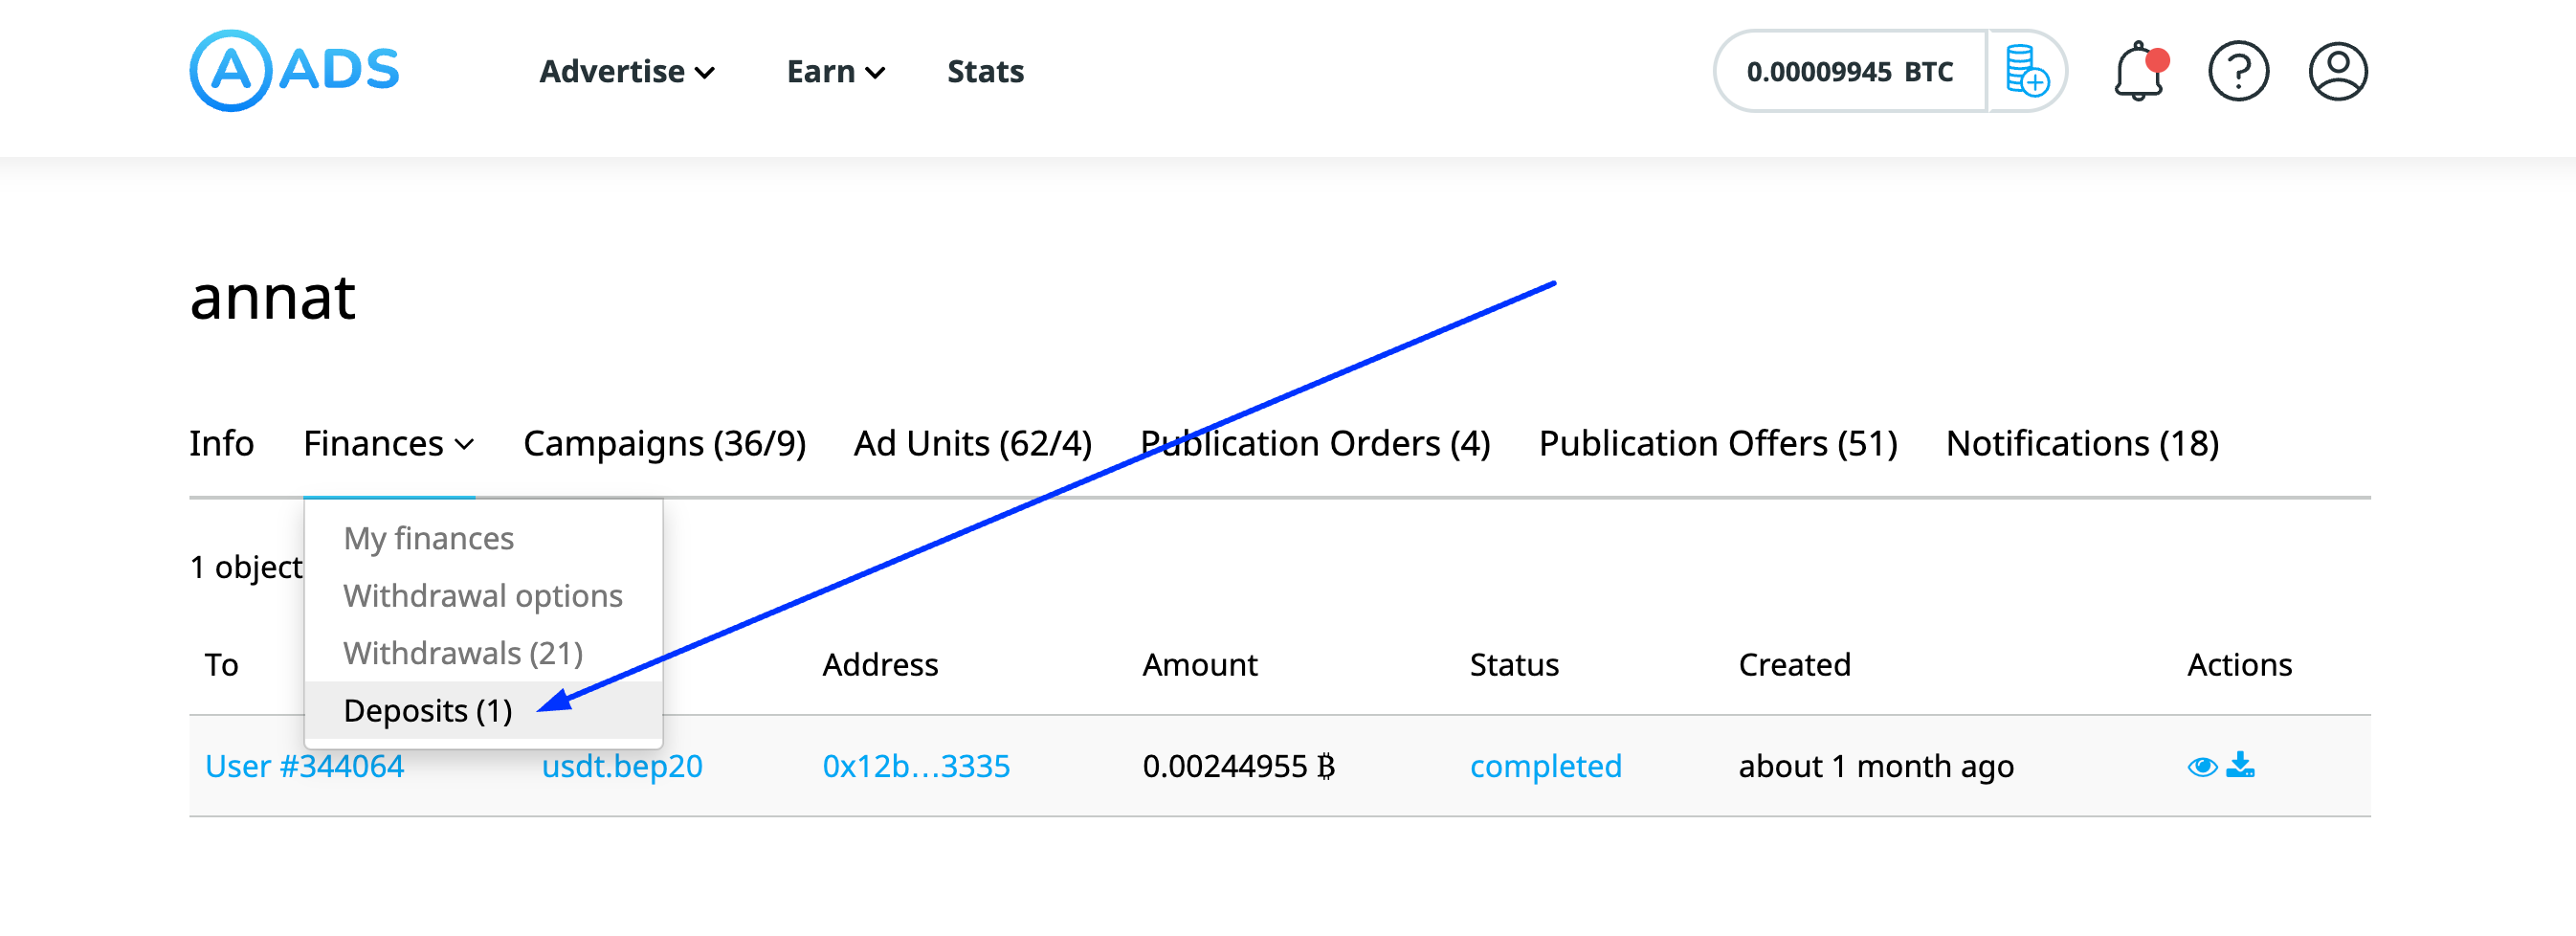 A ADS Advertise Earn Stats 0.00009945 BTC
annat
Info Finances Campaigns (36/9) Ad Units (62/4) Publication Orders (4) Publication Offers (51) Notifications (18)
My finances
1 object
Withdrawal options
Withdrawals (21)
To Address Amount Status Created Actions
Deposits (1)
User #344064 usdt.bep20 0x12b...3335 0.00244955 ₿ completed about 1 month ago